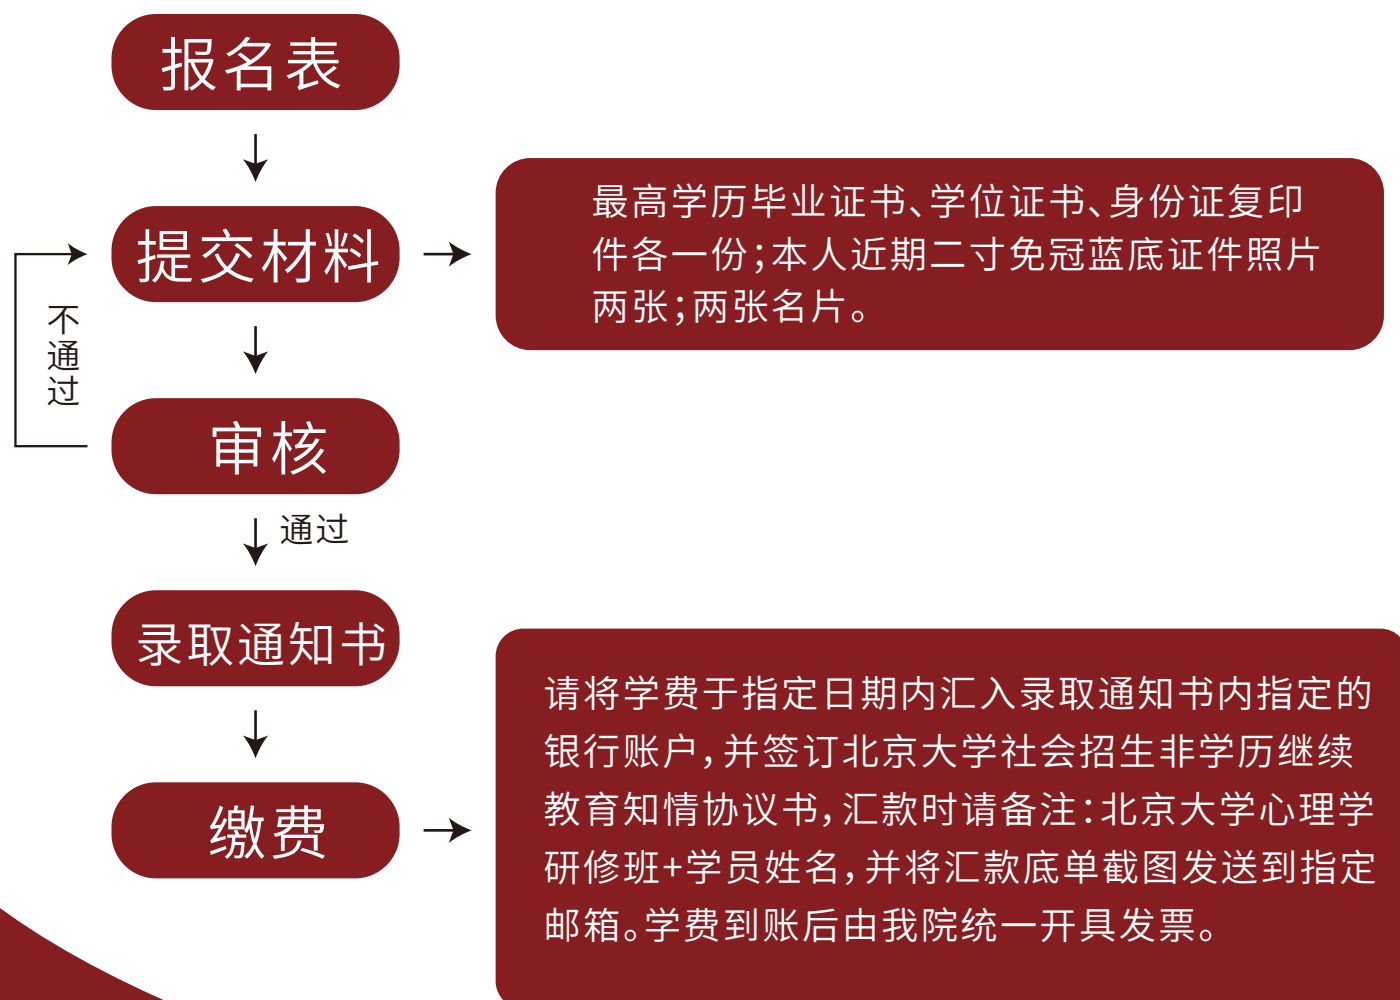 报名表
提交材料
最高学历毕业证书、学位证书、身份证复印
件各一份；本人近期二寸免冠蓝底证件照片
两张；两张名片。
不通过
审核
通过
录取通知书
缴费
请将学费于指定日期内汇入录取通知书内指定的
银行账户，并签订北京大学社会招生非学历继续
教育知情协议书，汇款时请备注：北京大学心理学
研修班+学员姓名，并将汇款底单截图发送到指定
邮箱。学费到账后由我院统一开具发票。